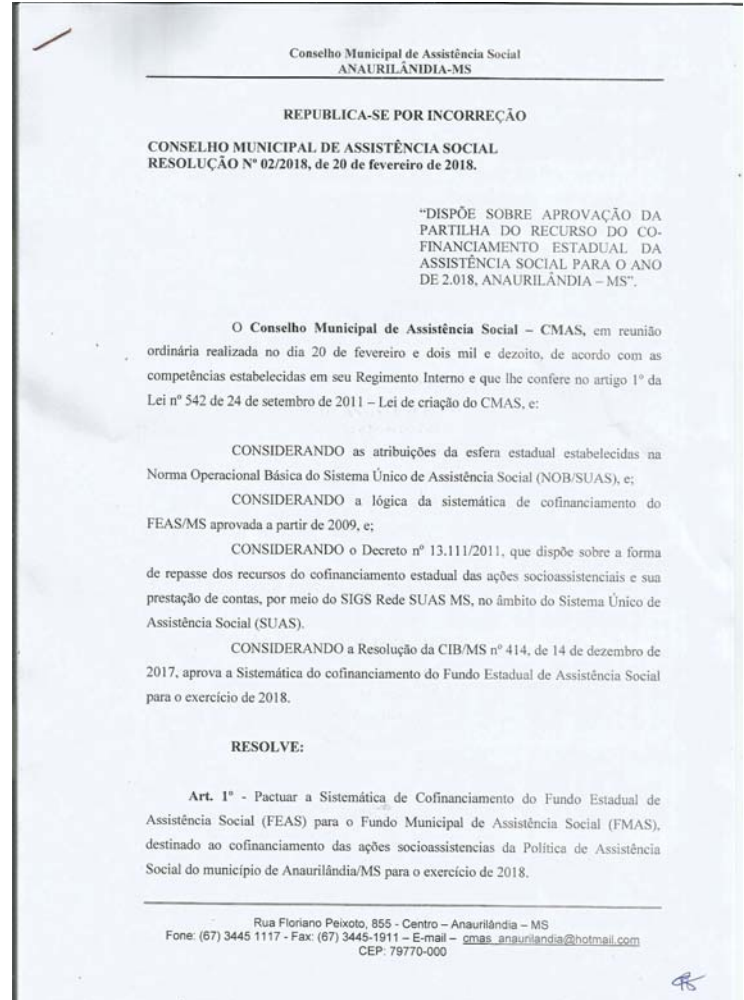 Conselho Municipal de Assistência Social
ANAURILÂNIDIA-MS
REPUBLICA-SE POR INCORREÇÃO
CONSELHO MUNICIPAL DE ASSISTÊNCIA SOCIAL
RESOLUÇÃO Nº 02/2018, de 20 de fevereiro de 2018.
"DISPÕE SOBRE APROVAÇÃO DA
PARTILHA DO RECURSO DO CO-
FINANCIAMENTO ESTADUAL DA
ASSISTÊNCIA SOCIAL PARA O ANO
DE 2.018, ANAURILÂNDIA – MS".
O Conselho Municipal de Assistência Social – CMAS, em reunião
ordinária realizada no dia 20 de fevereiro e dois mil e dezoito, de acordo com as
competências estabelecidas em seu Regimento Interno e que lhe confere no artigo 1º da
Lei nº 542 de 24 de setembro de 2011 – Lei de criação do CMAS, e:
CONSIDERANDO as atribuições da esfera estadual estabelecidas na
Norma Operacional Básica do Sistema Único de Assistência Social (NOB/SUAS), e;
CONSIDERANDO a lógica da sistemática de cofinanciamento do
FEAS/MS aprovada a partir de 2009, e;
CONSIDERANDO o Decreto nº 13.111/2011, que dispõe sobre a forma
de repasse dos recursos do cofinanciamento estadual das ações socioassistenciais e sua
prestação de contas, por meio do SIGS Rede SUAS MS, no âmbito do Sistema Único de
Assistência Social (SUAS).
CONSIDERANDO a Resolução da CIB/MS nº 414, de 14 de dezembro de
2017, aprova a Sistemática do cofinanciamento do Fundo Estadual de Assistência Social
para o exercício de 2018.
RESOLVE:
Art. 1º - Pactuar a Sistemática de Cofinanciamento do Fundo Estadual de
Assistência Social (FEAS) para o Fundo Municipal de Assistência Social (FMAS),
destinado ao cofinanciamento das ações socioassistencias da Política de Assistência
Social do município de Anaurilândia/MS para o exercício de 2018.
Rua Floriano Peixoto, 855 - Centro – Anaurilândia – MS
Fone: (67) 3445 1117 - Fax: (67) 3445-1911 – E-mail – cmas_anaurilandia@hotmail.com
CEP: 79770-000